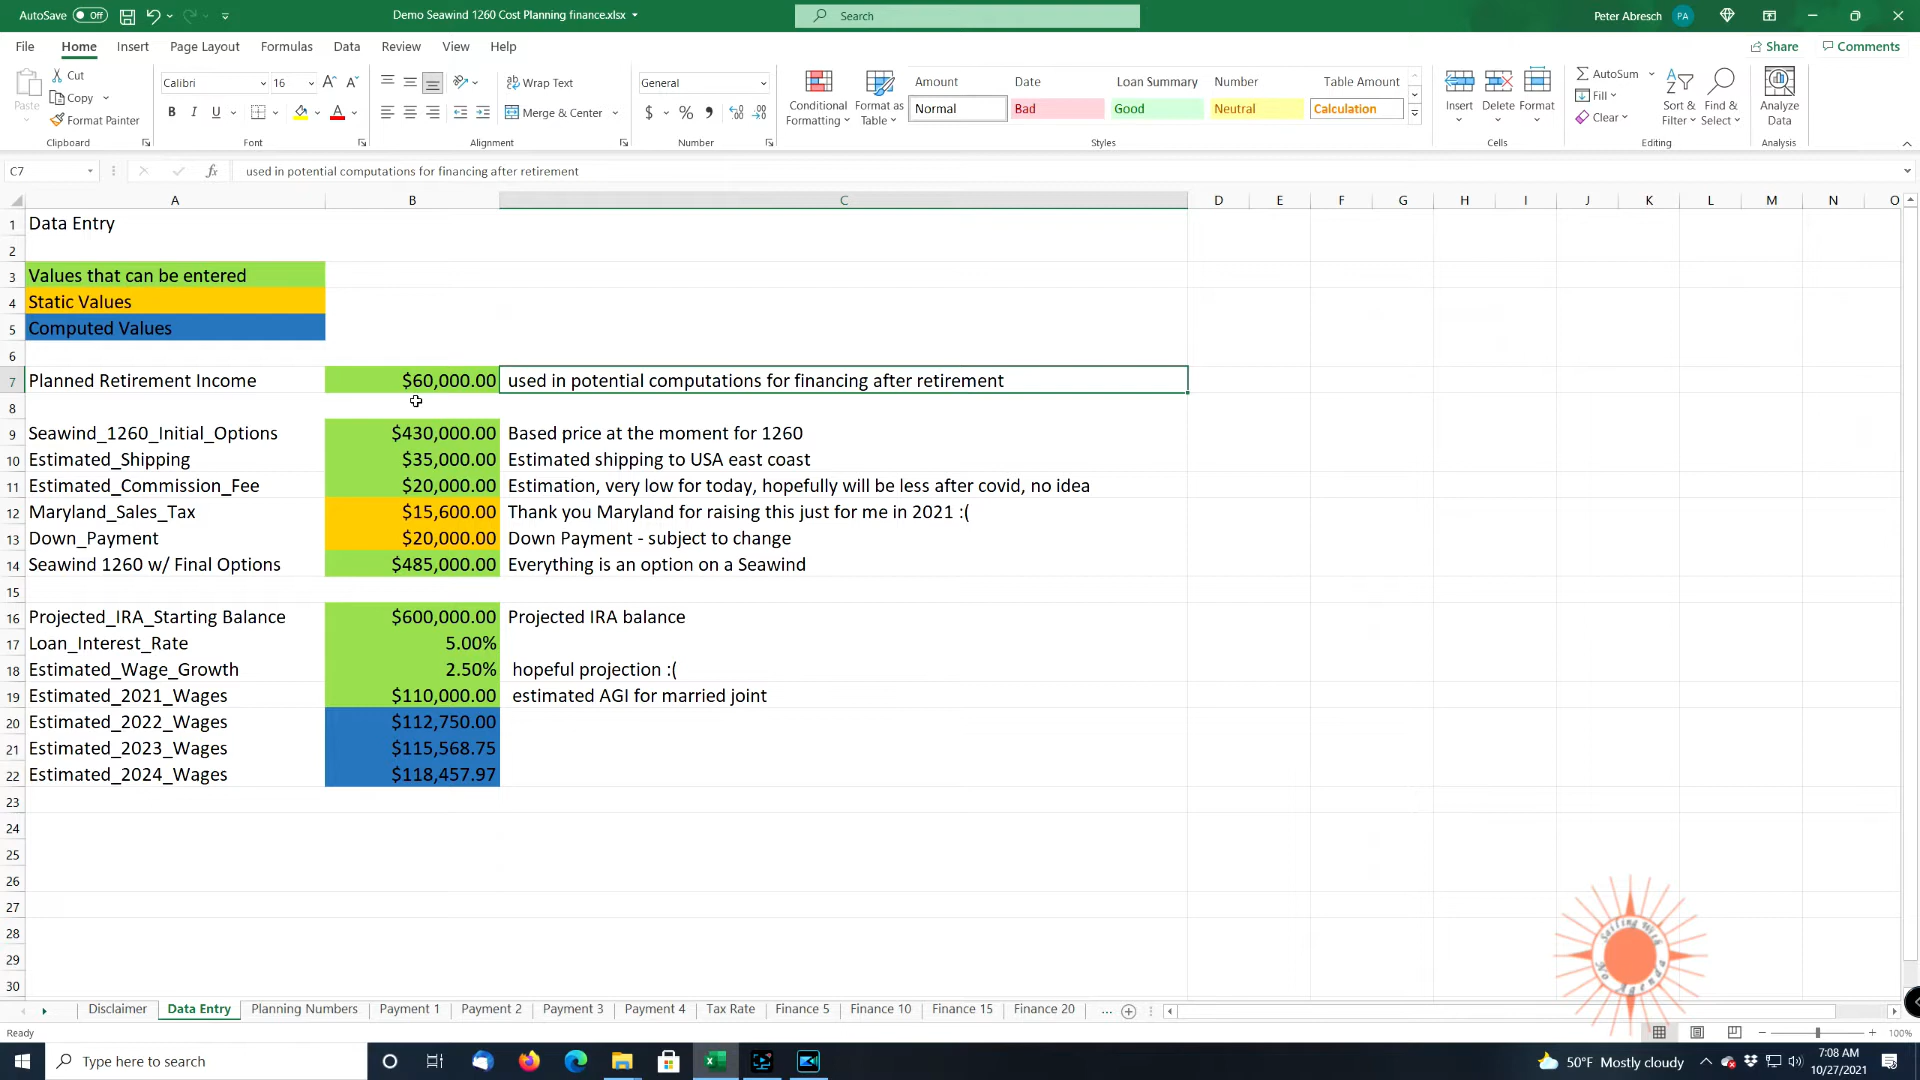 AutoSave Off
Demo Seawind 1260 Cost Planning finance.xlsx
Search
Peter Abresch PA
File Home Insert Page Layout Formulas Data Review View Help
Share Comments
Paste
Cut
Copy
Format Painter
Clipboard
Calibri 16
B I U
Font
Wrap Text
Merge & Center
Alignment
General
$ % ,
Number
Conditional Formatting
Format as Table
Amount Date Loan Summary Number Table Amount
Normal Bad Good Neutral Calculation
Styles
Insert Delete Format
Cells
AutoSum
Fill
Clear
Sort & Filter
Find & Select
Editing
Analyze Data
Analysis
C7 fx used in potential computations for financing after retirement
A B C D E F G H I J K L M N O
1 Data Entry
2
3 Values that can be entered
4 Static Values
5 Computed Values
6
7 Planned Retirement Income $60,000.00 used in potential computations for financing after retirement
8
9 Seawind_1260_Initial_Options $430,000.00 Based price at the moment for 1260
10 Estimated_Shipping $35,000.00 Estimated shipping to USA east coast
11 Estimated_Commission_Fee $20,000.00 Estimation, very low for today, hopefully will be less after covid, no idea
12 Maryland_Sales_Tax $15,600.00 Thank you Maryland for raising this just for me in 2021 :(
13 Down_Payment $20,000.00 Down Payment - subject to change
14 Seawind 1260 w/ Final Options $485,000.00 Everything is an option on a Seawind
15
16 Projected_IRA_Starting Balance $600,000.00 Projected IRA balance
17 Loan_Interest_Rate 5.00%
18 Estimated_Wage_Growth 2.50% hopeful projection :(
19 Estimated_2021_Wages $110,000.00 estimated AGI for married joint
20 Estimated_2022_Wages $112,750.00
21 Estimated_2023_Wages $115,568.75
22 Estimated_2024_Wages $118,457.97
23
24
25
26
27
28
29
30
Sailing With
No Agenda
Disclaimer Data Entry Planning Numbers Payment 1 Payment 2 Payment 3 Payment 4 Tax Rate Finance 5 Finance 10 Finance 15 Finance 20 ...
Ready
100%
Type here to search
50°F Mostly cloudy
7:08 AM
10/27/2021